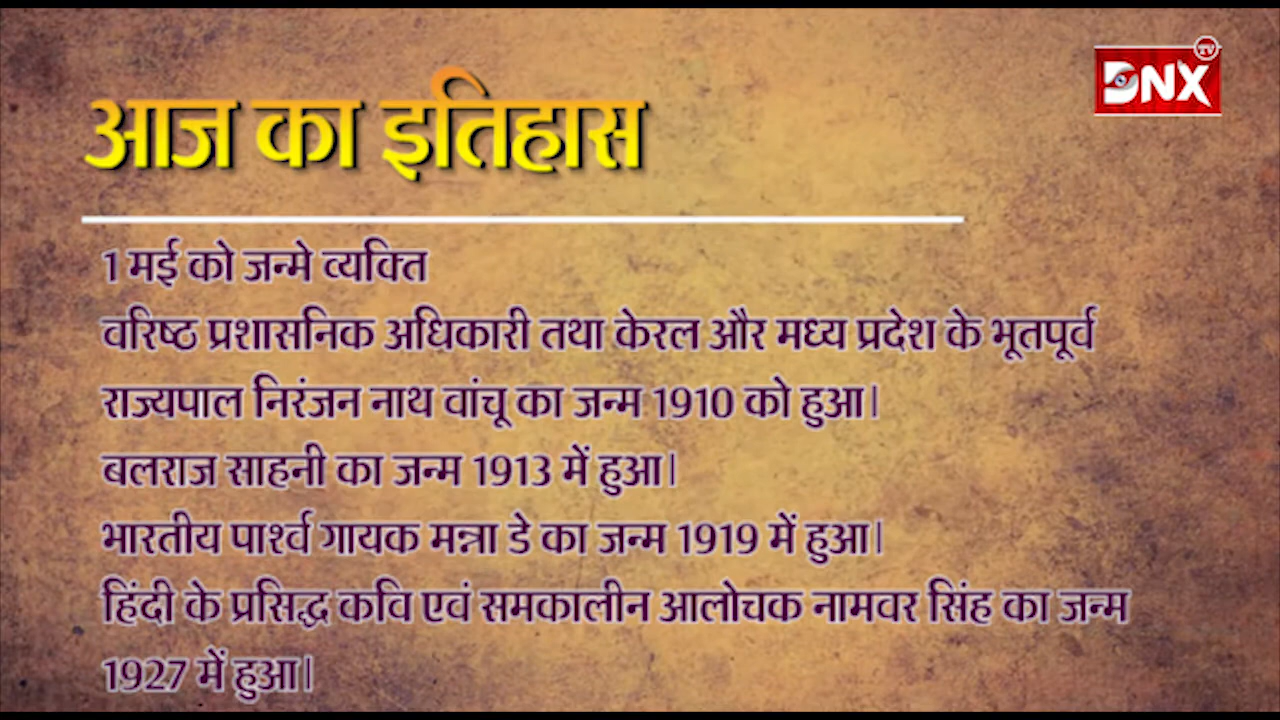 DNX TV
आज का इतिहास
1 मई को जन्मे व्यक्ति
वरिष्ठ प्रशासनिक अधिकारी तथा केरल और मध्य प्रदेश के भूतपूर्व
राज्यपाल निरंजन नाथ वांचू का जन्म 1910 को हुआ।
बलराज साहनी का जन्म 1913 में हुआ।
भारतीय पार्श्व गायक मन्ना डे का जन्म 1919 में हुआ।
हिंदी के प्रसिद्ध कवि एवं समकालीन आलोचक नामवर सिंह का जन्म
1927 में हुआ।